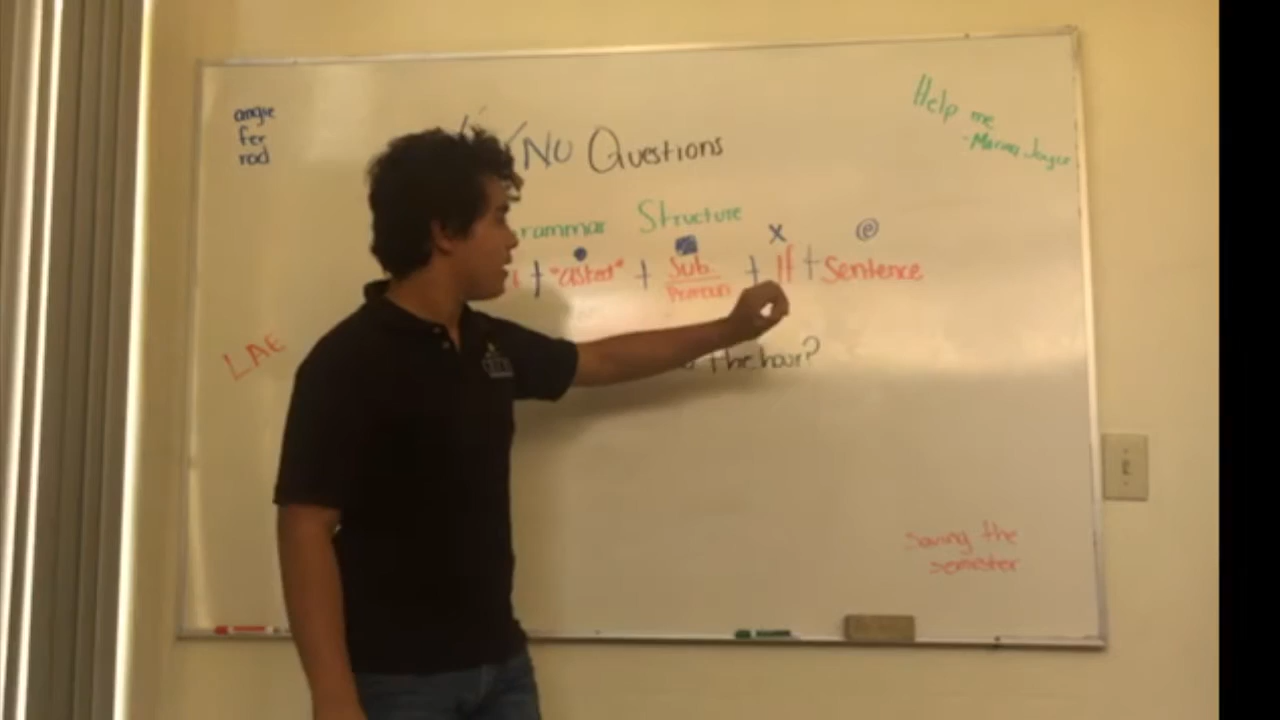 angie
fer
rod
Help me
- Marina Joyce
/No Questions
rammar Structure
x @
+ "asked" + Sub + If + Sentence
Pronoun
the hour?
LAE
Saving the
semester